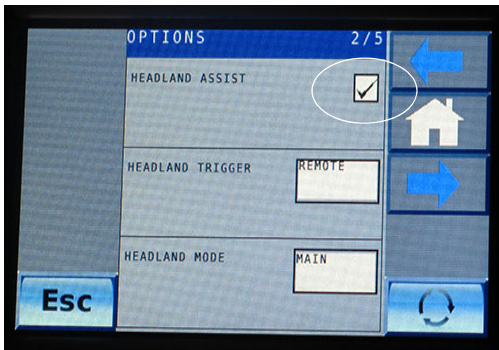 OPTIONS 2/5
HEADLAND ASSIST
HEADLAND TRIGGER REMOTE
HEADLAND MODE MAIN
Esc